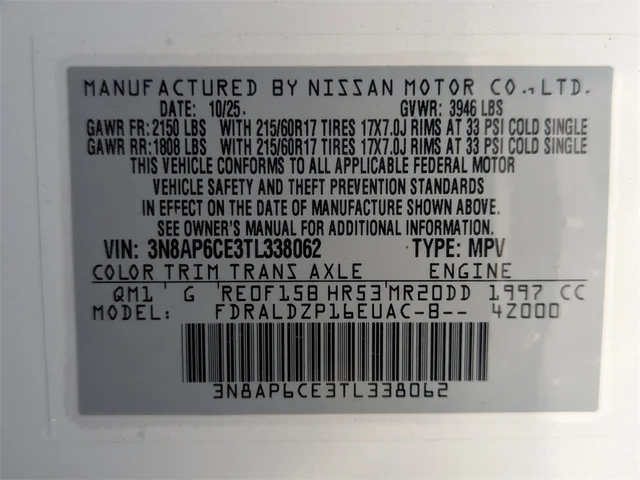 MANUFACTURED BY NISSAN MOTOR CO., LTD.
DATE: 10/25. GVWR: 3946 LBS
GAWR FR: 2150 LBS WITH 215/60R17 TIRES 17X7.0J RIMS AT 33 PSI COLD SINGLE
GAWR RR: 1808 LBS WITH 215/60R17 TIRES 17X7.0J RIMS AT 33 PSI COLD SINGLE
THIS VEHICLE CONFORMS TO ALL APPLICABLE FEDERAL MOTOR
VEHICLE SAFETY AND THEFT PREVENTION STANDARDS
IN EFFECT ON THE DATE OF MANUFACTURE SHOWN ABOVE.
SEE OWNER'S MANUAL FOR ADDITIONAL INFORMATION.
VIN: 3N8AP6CE3TL338062 TYPE: MPV
COLOR TRIM TRANS AXLE ENGINE
QM1 G RE0F15B HR53 MR20DD 1997 CC
MODEL: FDRALDZP16EUAC-B-- 4Z000
3N8AP6CE3TL338062